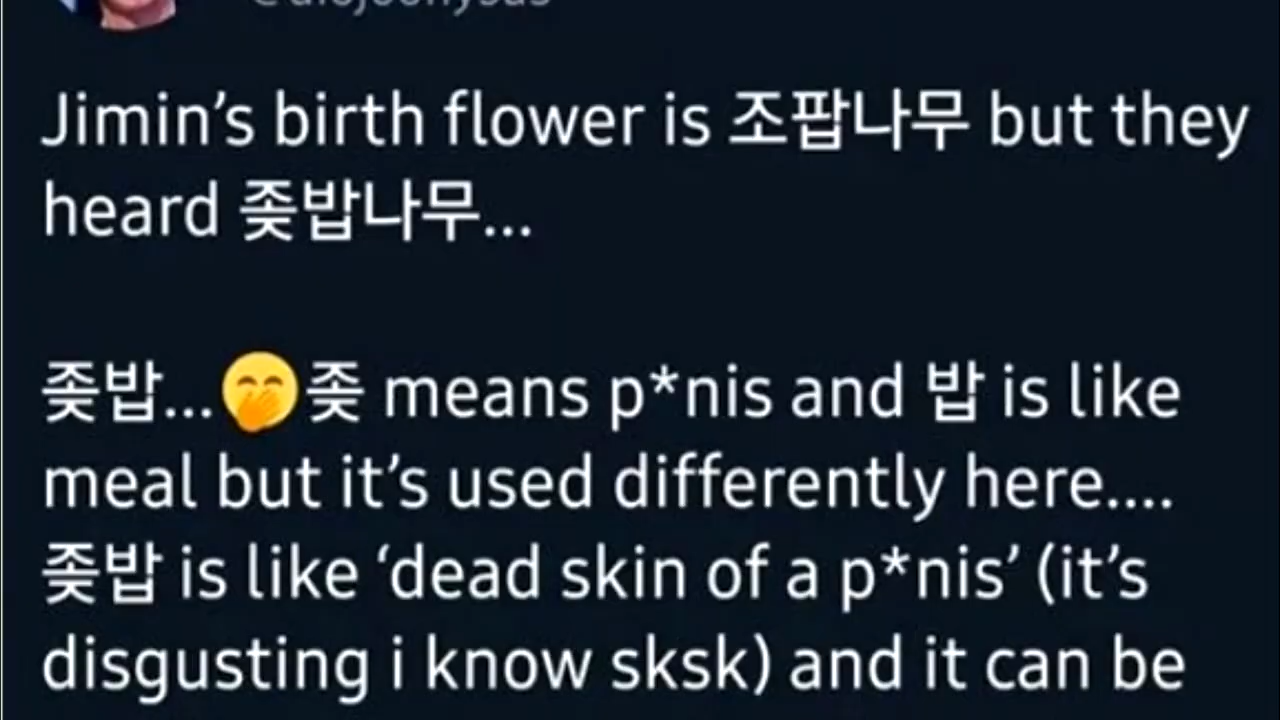 Jimin’s birth flower is 조팝나무 but they
heard 좆밥나무...
좆밥...🤭좆 means p*nis and 밥 is like
meal but it’s used differently here....
좆밥 is like ‘dead skin of a p*nis’ (it’s
disgusting i know sksk) and it can be